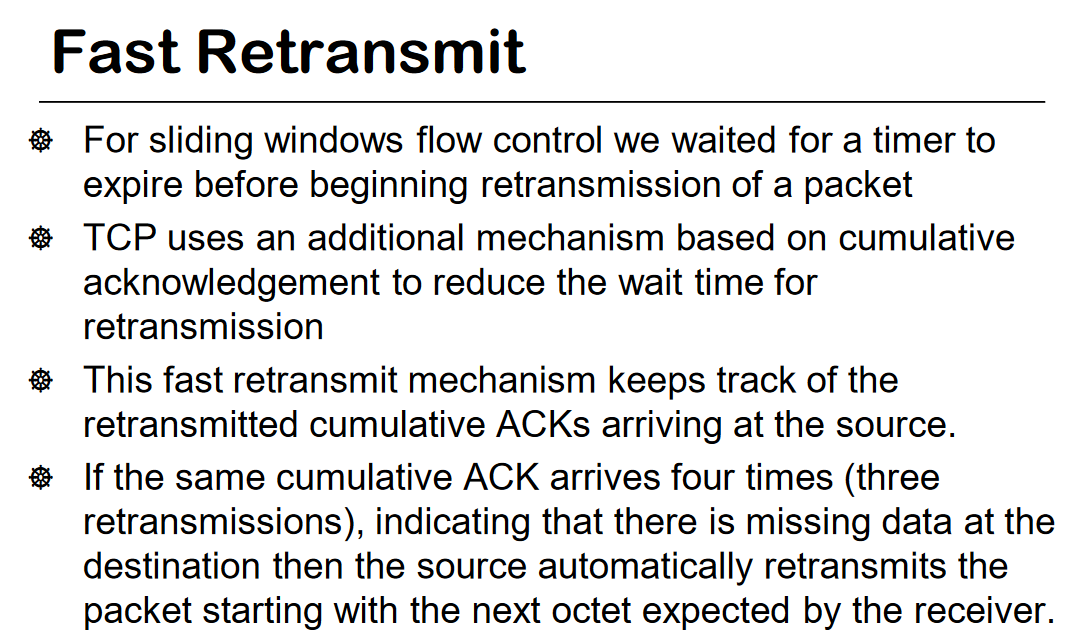 Fast Retransmit
For sliding windows flow control we waited for a timer to
expire before beginning retransmission of a packet
TCP uses an additional mechanism based on cumulative
acknowledgement to reduce the wait time for
retransmission
This fast retransmit mechanism keeps track of the
retransmitted cumulative ACKs arriving at the source.
If the same cumulative ACK arrives four times (three
retransmissions), indicating that there is missing data at the
destination then the source automatically retransmits the
packet starting with the next octet expected by the receiver.